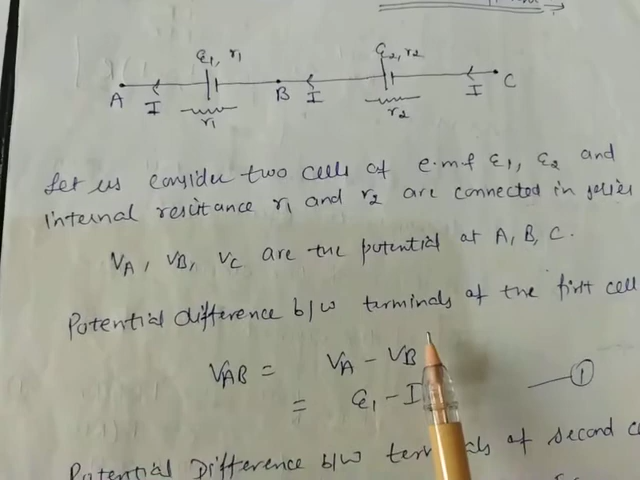 ε1, r1
ε2, r2
A I B I I C
r1
r2
Let us consider two cells of e.m.f ε1, ε2 and
internal resistance r1 and r2 are connected in series
VA, VB, VC are the potential at A, B, C.
Potential difference b/w terminals of the first cell
VAB = VA - VB
= ε1 - I
1
Potential Difference b/w of second